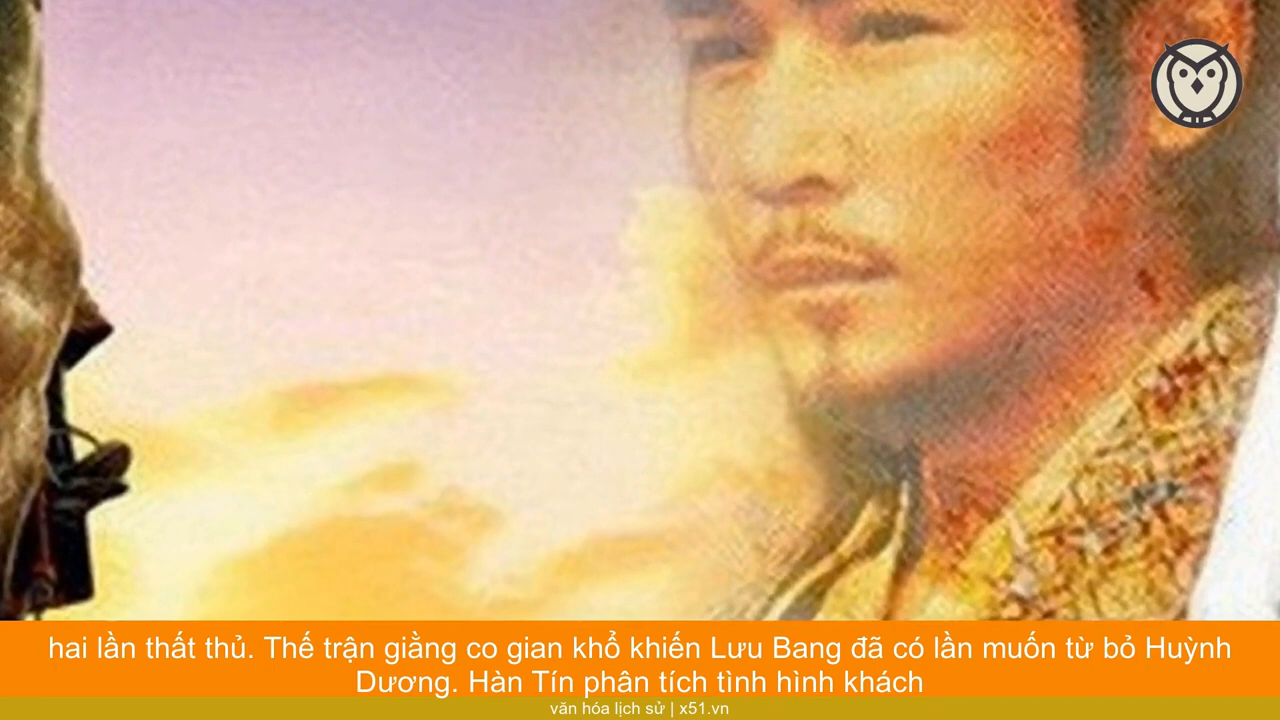 hai lần thất thủ. Thế trận giằng co gian khổ khiến Lưu Bang đã có lần muốn từ bỏ Huỳnh
Dương. Hàn Tín phân tích tình hình khách
văn hóa lịch sử | x51.vn